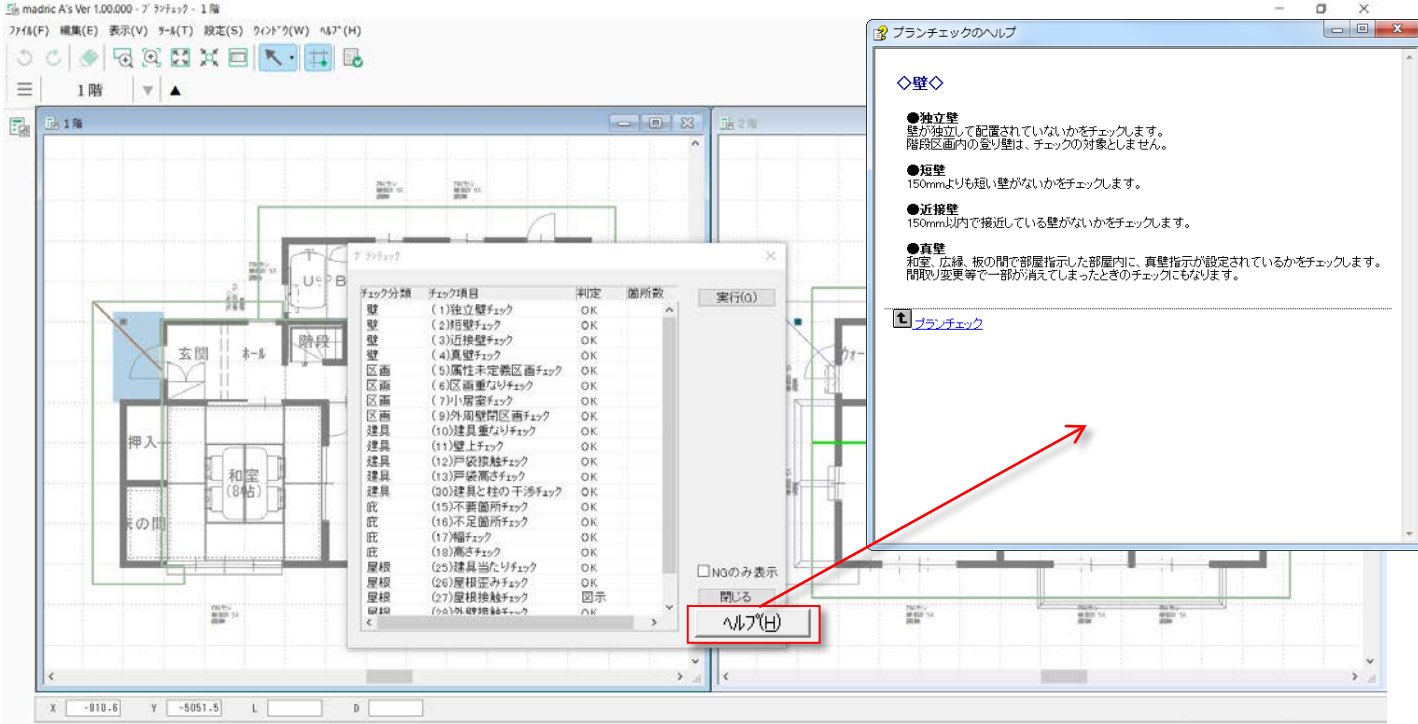 madric A's Ver 1.00.000 - ﾌﾟﾗﾝﾁｪｯｸ - 1 階
ﾌｧｲﾙ(F) 編集(E) 表示(V) ﾂｰﾙ(T) 設定(S) ｳｨﾝﾄﾞｳ(W) ﾍﾙﾌﾟ(H)
1階
1 階
2 階
UB
玄関
ホール
階段
押入
和室
(8帖)
床の間
ウォー
ﾌﾟﾗﾝﾁｪｯｸ
ﾁｪｯｸ分類 ﾁｪｯｸ項目 判定 箇所数
壁 (1)独立壁ﾁｪｯｸ OK
壁 (2)短壁ﾁｪｯｸ OK
壁 (3)近接壁ﾁｪｯｸ OK
壁 (4)真壁ﾁｪｯｸ OK
区画 (5)属性未定義区画ﾁｪｯｸ OK
区画 (6)区画重なりﾁｪｯｸ OK
区画 (7)小居室ﾁｪｯｸ OK
区画 (9)外周壁閉区画ﾁｪｯｸ OK
建具 (10)建具重なりﾁｪｯｸ OK
建具 (11)壁上ﾁｪｯｸ OK
建具 (12)戸袋接触ﾁｪｯｸ OK
建具 (13)戸袋高さﾁｪｯｸ OK
建具 (30)建具と柱の干渉ﾁｪｯｸ OK
庇 (15)不要箇所ﾁｪｯｸ OK
庇 (16)不足箇所ﾁｪｯｸ OK
庇 (17)幅ﾁｪｯｸ OK
庇 (18)高さﾁｪｯｸ OK
屋根 (25)建具当たりﾁｪｯｸ OK
屋根 (26)屋根歪みﾁｪｯｸ OK
屋根 (27)屋根接触ﾁｪｯｸ 図示
屋根 (28)外壁接触ﾁｪｯｸ OK
実行(G)
NGのみ表示
閉じる
ﾍﾙﾌﾟ(H)
プランチェックのヘルプ
◇壁◇
●独立壁
壁が独立して配置されていないかをチェックします。
階段区画内の登り壁は、チェックの対象としません。
●短壁
150mmよりも短い壁がないかをチェックします。
●近接壁
150mm以内で接近している壁がないかをチェックします。
●真壁
和室、広縁、板の間で部屋指示した部屋内に、真壁指示が設定されているかをチェックします。
間取り変更等で一部が消えてしまったときのチェックにもなります。
プランチェック
X -810.6 Y -5051.5 L D